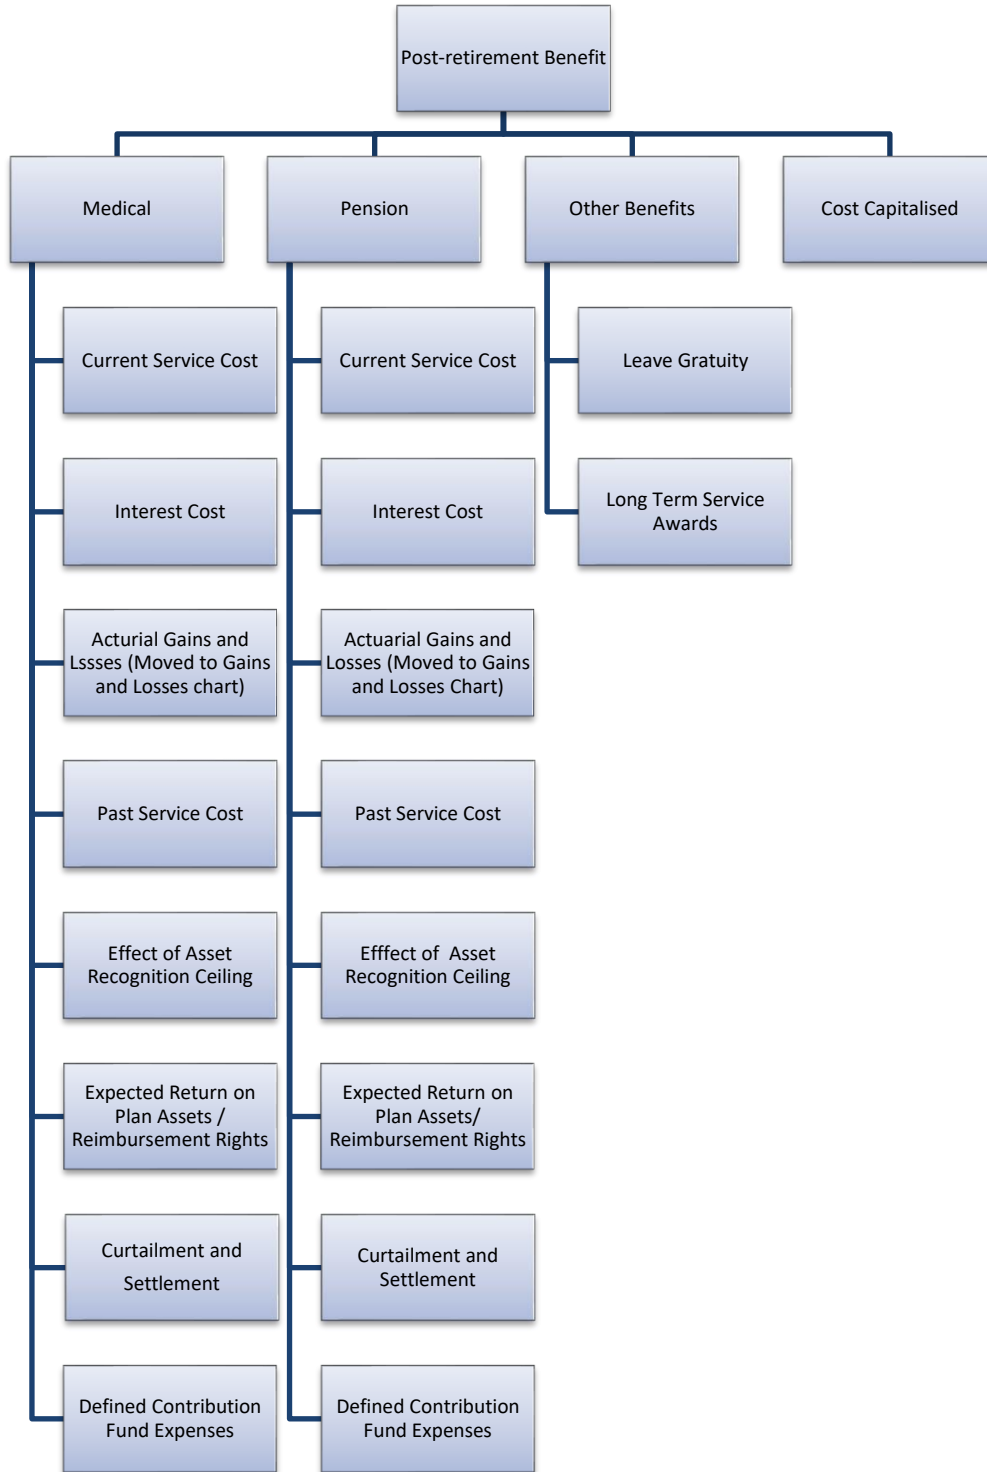 Post-retirement Benefit
Medical
Pension
Other Benefits
Cost Capitalised
Current Service Cost
Current Service Cost
Leave Gratuity
Interest Cost
Interest Cost
Long Term Service
Awards
Acturial Gains and
Lssses (Moved to Gains
and Losses chart)
Actuarial Gains and
Losses (Moved to Gains
and Losses Chart)
Past Service Cost
Past Service Cost
Effect of Asset
Recognition Ceiling
Efffect of  Asset
Recognition Ceiling
Expected Return on
Plan Assets /
Reimbursement Rights
Expected Return on
Plan Assets/
Reimbursement Rights
Curtailment and
Settlement
Curtailment and
Settlement
Defined Contribution
Fund Expenses
Defined Contribution
Fund Expenses